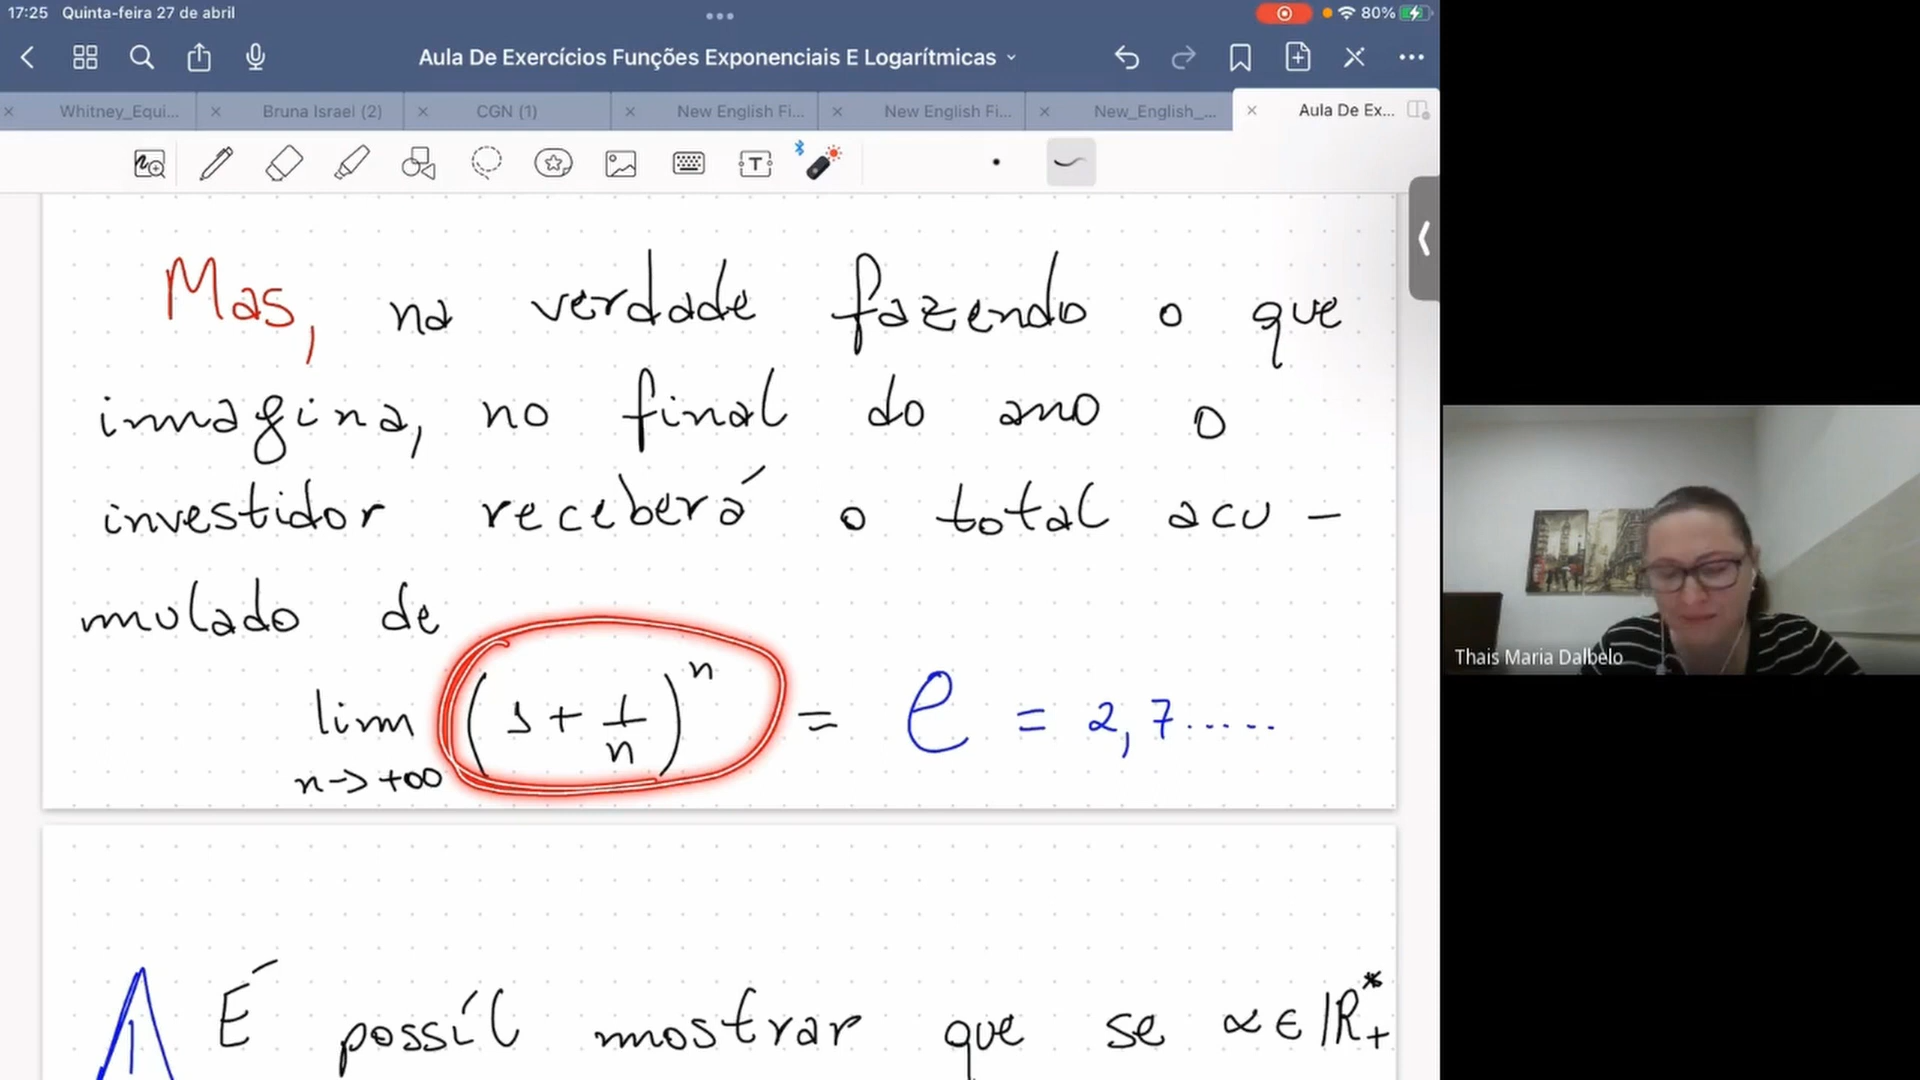 17:25 Quinta-feira 27 de abril
80%
Aula De Exercícios Funções Exponenciais E Logarítmicas
Whitney_Equi... Bruna Israel (2) CGN (1) New English Fi... New English Fi... New_English_... Aula De Ex...
Mas, na verdade fazendo o que
immagina, no final do ano o
investidor receberá o total acu-
mulado de
lim (1 + 1/n)^n = e = 2,7.....
n→+∞
Thais Maria Dalbelo
É possíl mostrar que se α ∈ ℝ*₊